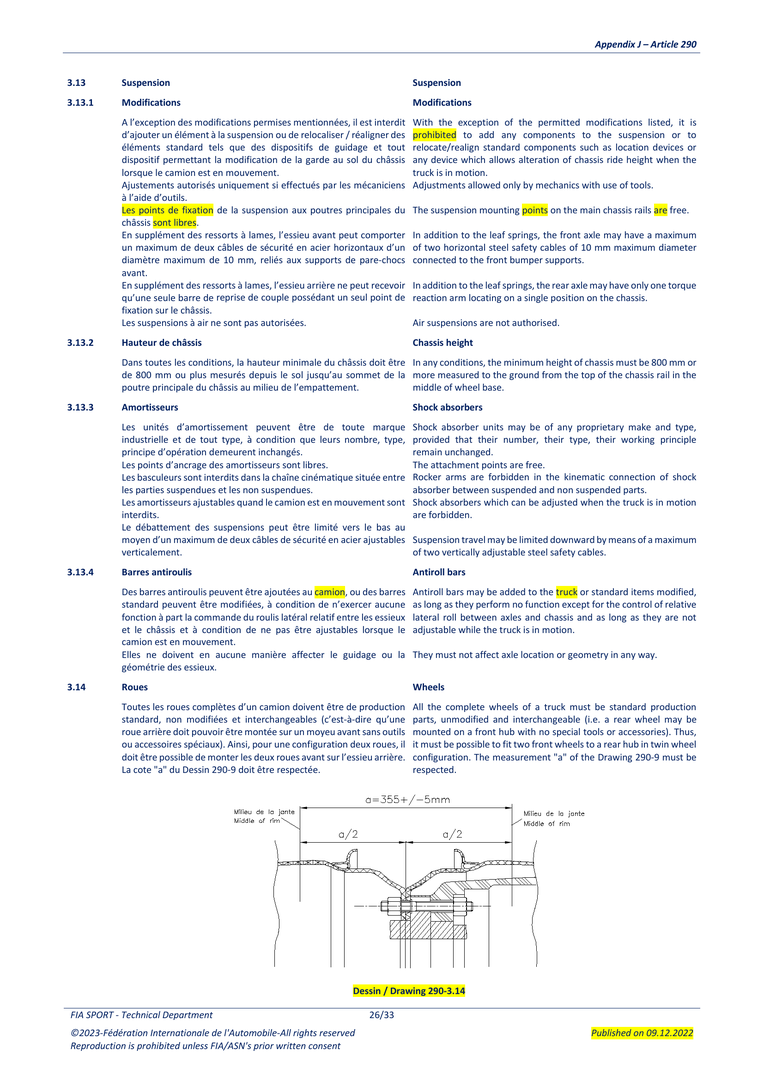 Appendix J – Article 290
3.13 Suspension
Suspension
3.13.1 Modifications
Modifications
A l'exception des modifications permises mentionnées, il est interdit
d'ajouter un élément à la suspension ou de relocaliser / réaligner des
éléments standard tels que des dispositifs de guidage et tout
dispositif permettant la modification de la garde au sol du châssis
lorsque le camion est en mouvement.
Ajustements autorisés uniquement si effectués par les mécaniciens
à l'aide d'outils.
Les points de fixation de la suspension aux poutres principales du
châssis sont libres.
En supplément des ressorts à lames, l'essieu avant peut comporter
un maximum de deux câbles de sécurité en acier horizontaux d'un
diamètre maximum de 10 mm, reliés aux supports de pare-chocs
avant.
En supplément des ressorts à lames, l'essieu arrière ne peut recevoir
qu'une seule barre de reprise de couple possédant un seul point de
fixation sur le châssis.
Les suspensions à air ne sont pas autorisées.
With the exception of the permitted modifications listed, it is
prohibited to add any components to the suspension or to
relocate/realign standard components such as location devices or
any device which allows alteration of chassis ride height when the
truck is in motion.
Adjustments allowed only by mechanics with use of tools.
The suspension mounting points on the main chassis rails are free.
In addition to the leaf springs, the front axle may have a maximum
of two horizontal steel safety cables of 10 mm maximum diameter
connected to the front bumper supports.
In addition to the leaf springs, the rear axle may have only one torque
reaction arm locating on a single position on the chassis.
Air suspensions are not authorised.
3.13.2 Hauteur de châssis
Chassis height
Dans toutes les conditions, la hauteur minimale du châssis doit être
de 800 mm ou plus mesurés depuis le sol jusqu'au sommet de la
poutre principale du châssis au milieu de l'empattement.
In any conditions, the minimum height of chassis must be 800 mm or
more measured to the ground from the top of the chassis rail in the
middle of wheel base.
3.13.3 Amortisseurs
Shock absorbers
Les unités d'amortissement peuvent être de toute marque
industrielle et de tout type, à condition que leurs nombre, type,
principe d'opération demeurent inchangés.
Les points d'ancrage des amortisseurs sont libres.
Les basculeurs sont interdits dans la chaîne cinématique située entre
les parties suspendues et les non suspendues.
Les amortisseurs ajustables quand le camion est en mouvement sont
interdits.
Le débattement des suspensions peut être limité vers le bas au
moyen d'un maximum de deux câbles de sécurité en acier ajustables
verticalement.
Shock absorber units may be of any proprietary make and type,
provided that their number, their type, their working principle
remain unchanged.
The attachment points are free.
Rocker arms are forbidden in the kinematic connection of shock
absorber between suspended and non suspended parts.
Shock absorbers which can be adjusted when the truck is in motion
are forbidden.
Suspension travel may be limited downward by means of a maximum
of two vertically adjustable steel safety cables.
3.13.4 Barres antiroulis
Antiroll bars
Des barres antiroulis peuvent être ajoutées au camion, ou des barres
standard peuvent être modifiées, à condition de n'exercer aucune
fonction à part la commande du roulis latéral relatif entre les essieux
et le châssis et à condition de ne pas être ajustables lorsque le
camion est en mouvement.
Elles ne doivent en aucune manière affecter le guidage ou la
géométrie des essieux.
Antiroll bars may be added to the truck or standard items modified,
as long as they perform no function except for the control of relative
lateral roll between axles and chassis and as long as they are not
adjustable while the truck is in motion.
They must not affect axle location or geometry in any way.
3.14 Roues
Wheels
Toutes les roues complètes d'un camion doivent être de production
standard, non modifiées et interchangeables (c'est-à-dire qu'une
roue arrière doit pouvoir être montée sur un moyeu avant sans outils
ou accessoires spéciaux). Ainsi, pour une configuration deux roues, il
doit être possible de monter les deux roues avant sur l'essieu arrière.
La cote "a" du Dessin 290-9 doit être respectée.
All the complete wheels of a truck must be standard production
parts, unmodified and interchangeable (i.e. a rear wheel may be
mounted on a front hub with no special tools or accessories). Thus,
it must be possible to fit two front wheels to a rear hub in twin wheel
configuration. The measurement "a" of the Drawing 290-9 must be
respected.
a=355+/-5mm
Milieu de la jante
Middle of rim
Milieu de la jante
Middle of rim
a/2
a/2
Dessin / Drawing 290-3.14
FIA SPORT - Technical Department
26/33
©2023-Fédération Internationale de l'Automobile-All rights reserved
Published on 09.12.2022
Reproduction is prohibited unless FIA/ASN's prior written consent